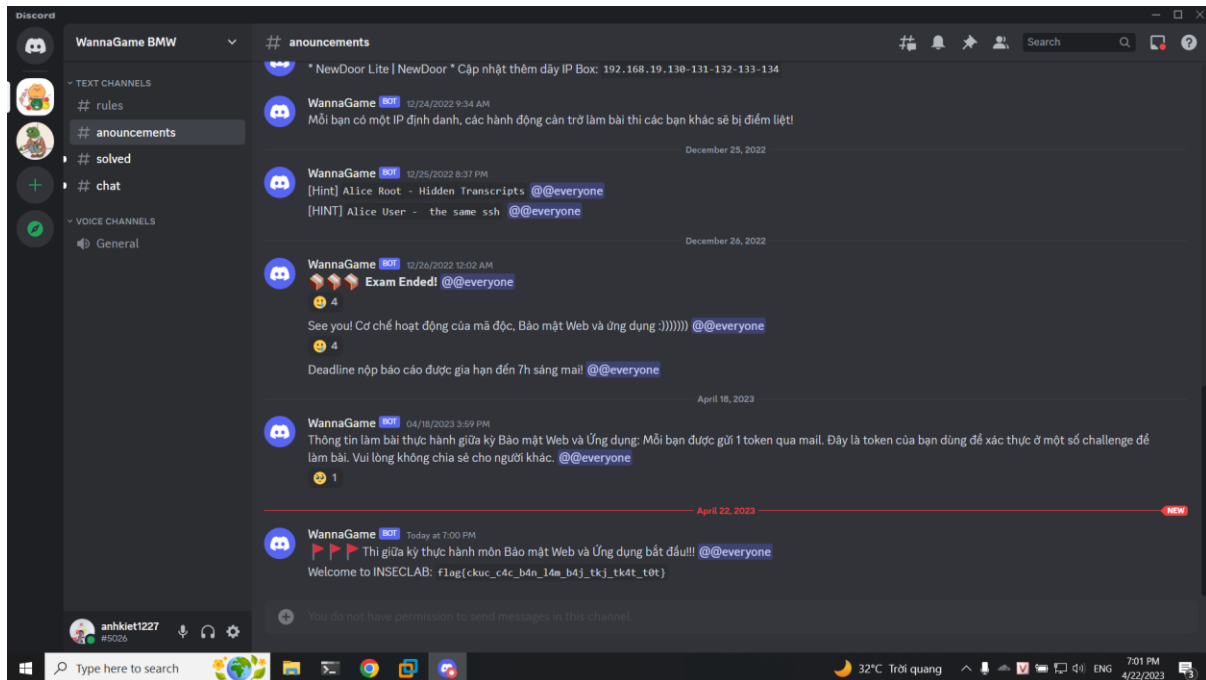 Discord
WannaGame BMW
# anouncements
Search
TEXT CHANNELS
# rules
# anouncements
# solved
# chat
VOICE CHANNELS
General
* NewDoor Lite | NewDoor * Cập nhật thêm dãy IP Box: 192.168.19.130-131-132-133-134
WannaGame BOT 12/24/2022 9:34 AM
Mỗi bạn có một IP định danh, các hành động cản trở làm bài thi các bạn khác sẽ bị điểm liệt!
December 25, 2022
WannaGame BOT 12/25/2022 8:37 PM
[Hint] Alice Root - Hidden Transcripts @@everyone
[HINT] Alice User - the same ssh @@everyone
December 26, 2022
WannaGame BOT 12/26/2022 12:02 AM
Exam Ended! @@everyone
4
See you! Cơ chế hoạt động của mã độc, Bảo mật Web và ứng dụng :))))))) @@everyone
4
Deadline nộp báo cáo được gia hạn đến 7h sáng mai! @@everyone
April 18, 2023
WannaGame BOT 04/18/2023 3:59 PM
Thông tin làm bài thực hành giữa kỳ Bảo mật Web và Ứng dụng: Mỗi bạn được gửi 1 token qua mail. Đây là token của bạn dùng để xác thực ở một số challenge để
làm bài. Vui lòng không chia sẻ cho người khác. @@everyone
1
April 22, 2023
NEW
WannaGame BOT Today at 7:00 PM
Thi giữa kỳ thực hành môn Bảo mật Web và Ứng dụng bắt đầu!!! @@everyone
Welcome to INSECLAB: flag{ckuc_c4c_b4n_l4m_b4j_tkj_tk4t_t0t}
You do not have permission to send messages in this channel.
anhkiet1227
#5026
Type here to search
32°C Trời quang
ENG
7:01 PM
4/22/2023
3